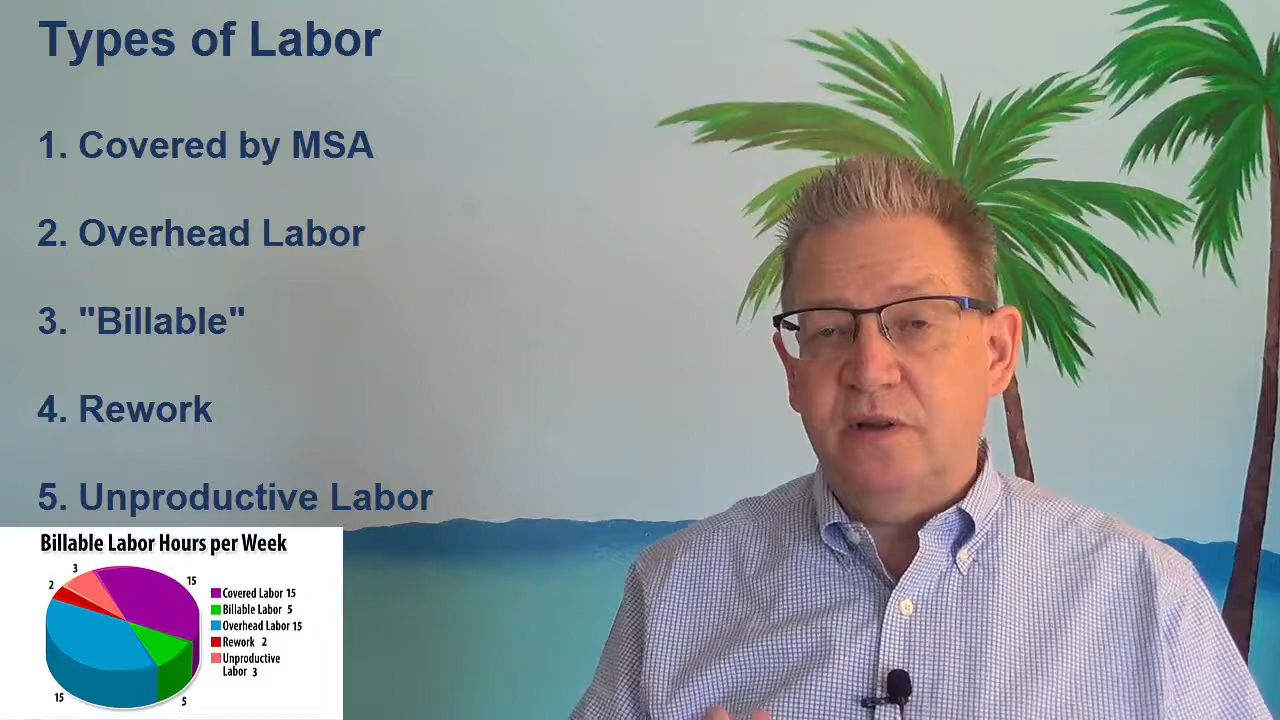 Types of Labor
1. Covered by MSA
2. Overhead Labor
3. "Billable"
4. Rework
5. Unproductive Labor
Billable Labor Hours per Week
3
2
15
15
5
Covered Labor 15
Billable Labor 5
Overhead Labor 15
Rework 2
Unproductive
Labor 3